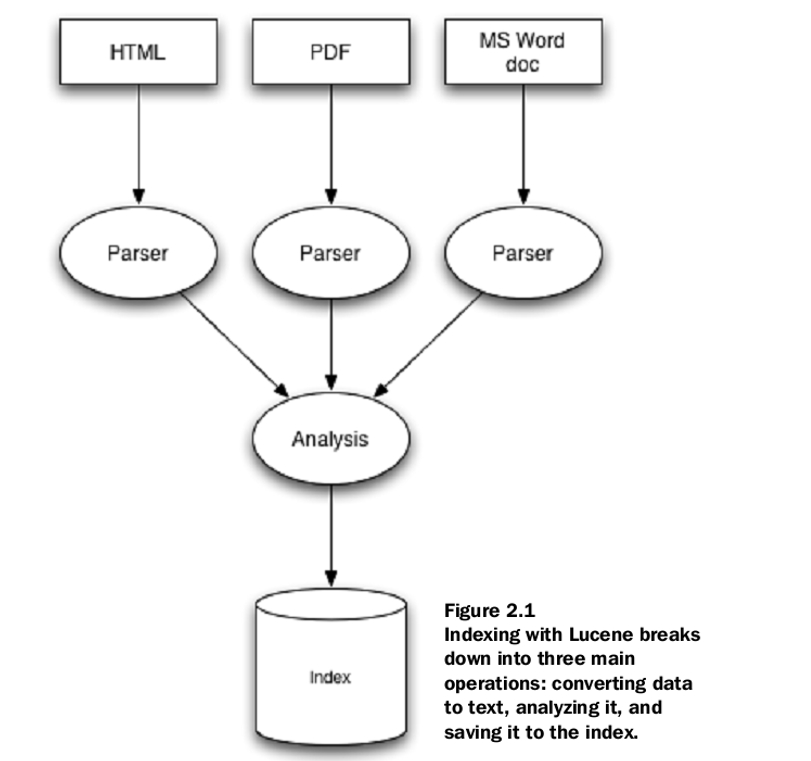 HTML
PDF
MS Word
doc
Parser
Parser
Parser
Analysis
Index
Figure 2.1
Indexing with Lucene breaks
down into three main
operations: converting data
to text, analyzing it, and
saving it to the index.